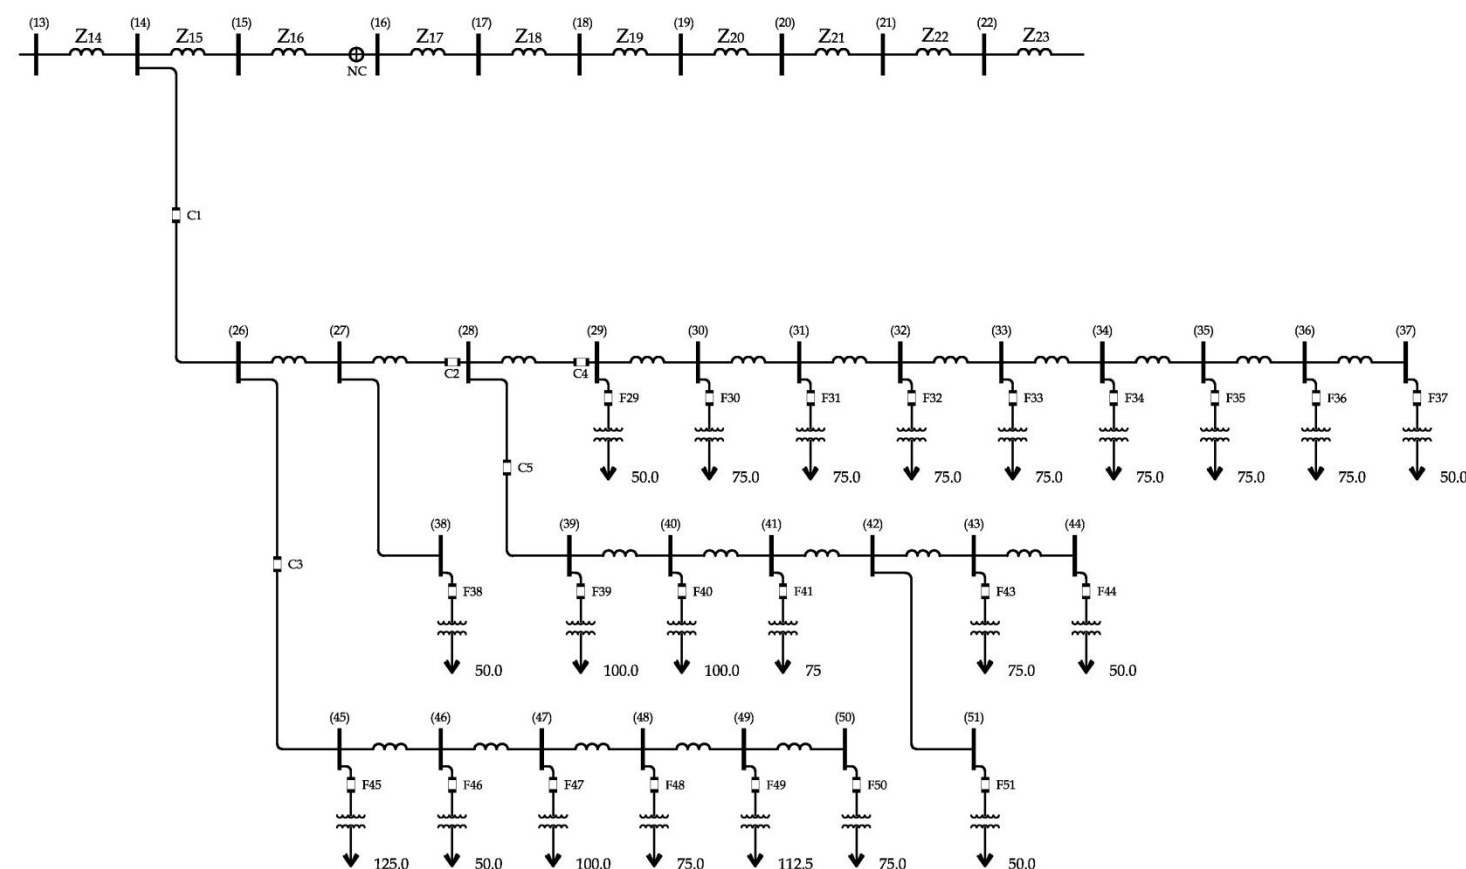 (13) (14) (15) (16) (17) (18) (19) (20) (21) (22)
Z14 Z15 Z16 Z17 Z18 Z19 Z20 Z21 Z22 Z23
NC
C1
(26) (27) (28) (29) (30) (31) (32) (33) (34) (35) (36) (37)
C2 C4
F29 F30 F31 F32 F33 F34 F35 F36 F37
C5
50.0 75.0 75.0 75.0 75.0 75.0 75.0 75.0 50.0
(38) (39) (40) (41) (42) (43) (44)
C3
F38 F39 F40 F41 F43 F44
50.0 100.0 100.0 75 75.0 50.0
(45) (46) (47) (48) (49) (50) (51)
F45 F46 F47 F48 F49 F50 F51
125.0 50.0 100.0 75.0 112.5 75.0 50.0